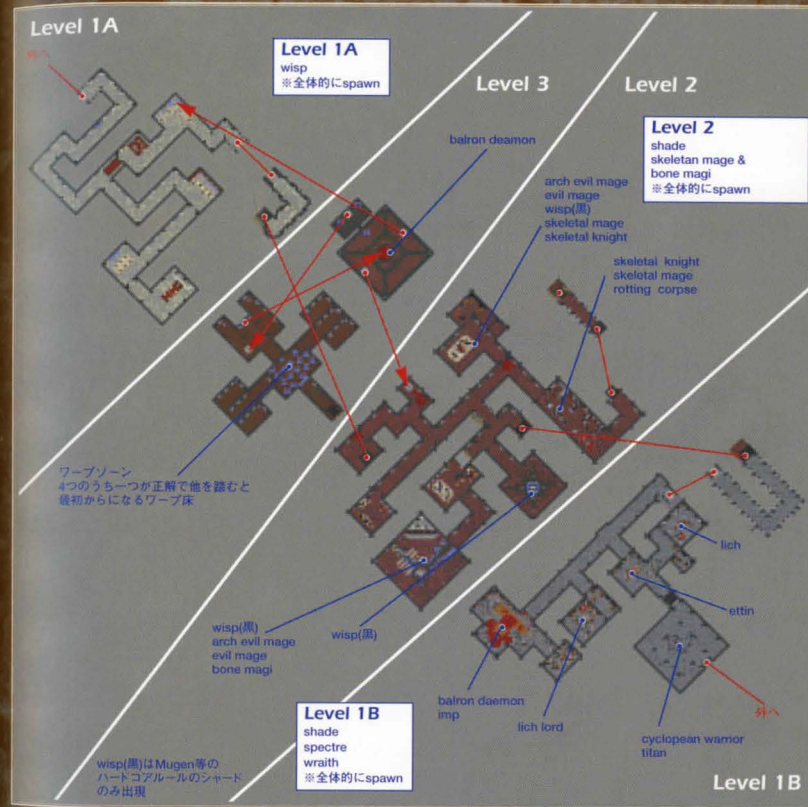 Level 1A
外へ
Level 1A
wisp
※全体的にspawn
Level 3
Level 2
Level 2
shade
skeletan mage &
bone magi
※全体的にspawn
balron deamon
arch evil mage
evil mage
wisp(黒)
skeletal mage
skeletal knight
skeletal knight
skeletal mage
rotting corpse
ワープゾーン
4つのうち一つが正解で他を踏むと
最初からになるワープ床
lich
ettin
wisp(黒)
arch evil mage
evil mage
bone magi
wisp(黒)
balron daemon
imp
lich lord
cyclopean warrior
titan
外へ
Level 1B
shade
spectre
wraith
※全体的にspawn
wisp(黒)はMugen等の
ハードコアルールのシャード
のみ出現
Level 1B